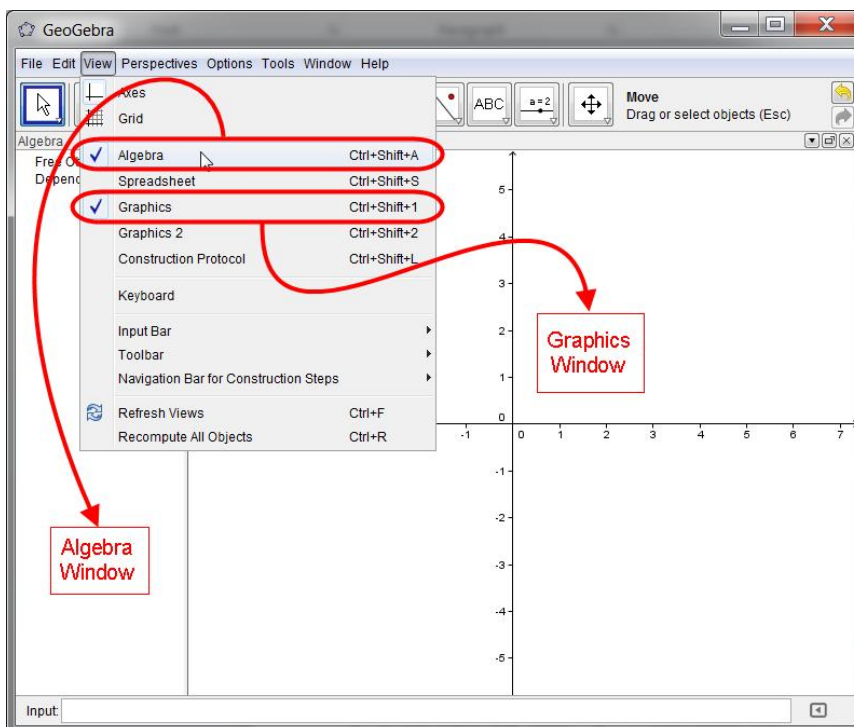 GeoGebra
File Edit View Perspectives Options Tools Window Help
Axes
Grid
ABC
a=2
Move
Drag or select objects (Esc)
Algebra
Free O
Depend
Algebra Ctrl+Shift+A
Spreadsheet Ctrl+Shift+S
Graphics Ctrl+Shift+1
Graphics 2 Ctrl+Shift+2
Construction Protocol Ctrl+Shift+L
Keyboard
Input Bar
Toolbar
Navigation Bar for Construction Steps
Refresh Views Ctrl+F
Recompute All Objects Ctrl+R
5
4
3
2
1
0
-1 0 1 2 3 4 5 6 7
-1
-2
-3
-4
-5
Graphics
Window
Algebra
Window
Input: